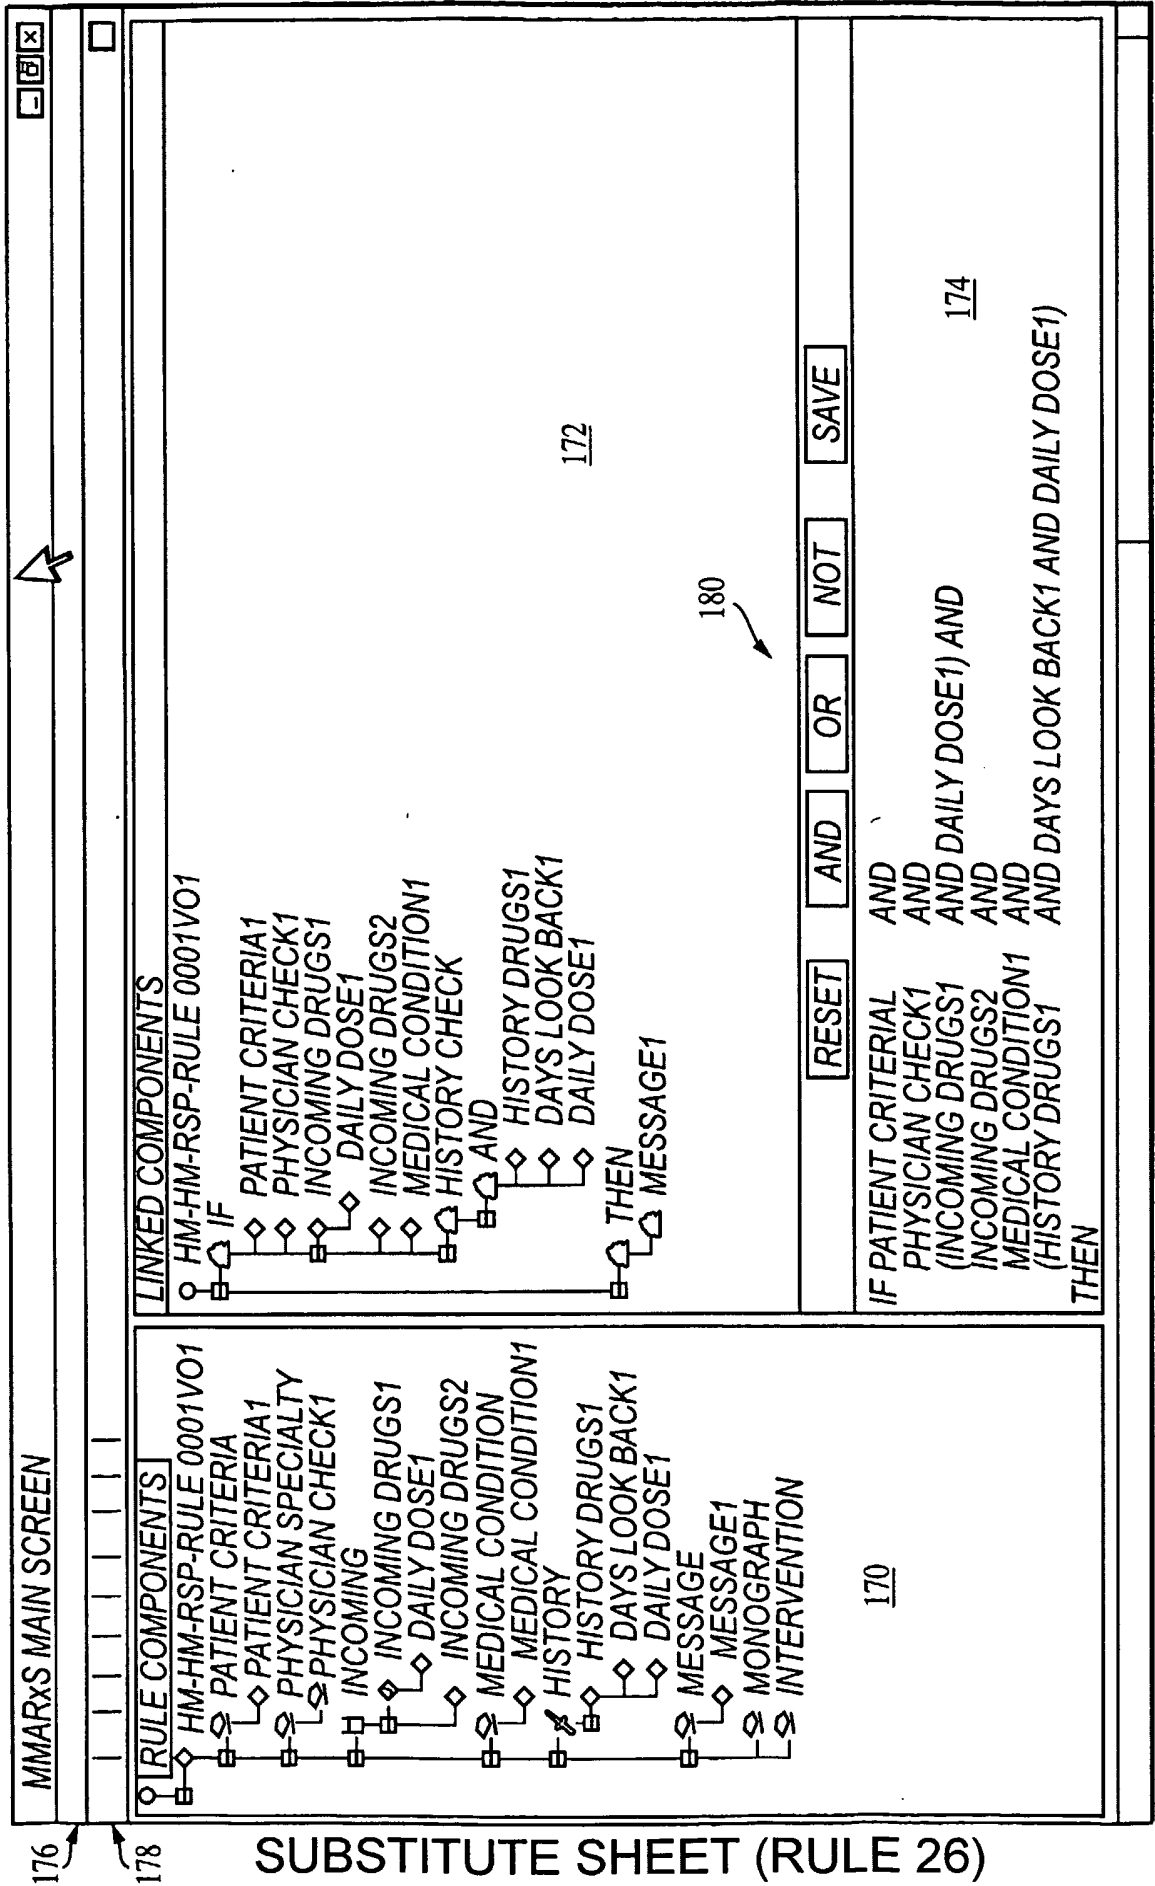 MMARxS MAIN SCREEN
176
178
RULE COMPONENTS
HM-HM-RSP-RULE 0001VO1
PATIENT CRITERIA
PATIENT CRITERIA1
PHYSICIAN SPECIALTY
PHYSICIAN CHECK1
INCOMING
INCOMING DRUGS1
DAILY DOSE1
INCOMING DRUGS2
MEDICAL CONDITION
MEDICAL CONDITION1
HISTORY
HISTORY DRUGS1
DAYS LOOK BACK1
DAILY DOSE1
MESSAGE
MESSAGE1
MONOGRAPH
INTERVENTION
170
LINKED COMPONENTS
HM-HM-RSP-RULE 0001VO1
IF
PATIENT CRITERIA1
PHYSICIAN CHECK1
INCOMING DRUGS1
DAILY DOSE1
INCOMING DRUGS2
MEDICAL CONDITION1
HISTORY CHECK
AND
HISTORY DRUGS1
DAYS LOOK BACK1
DAILY DOSE1
THEN
MESSAGE1
172
180
RESET AND OR NOT SAVE
IF PATIENT CRITERIAL AND
PHYSICIAN CHECK1 AND
(INCOMING DRUGS1 AND DAILY DOSE1) AND
INCOMING DRUGS2 AND
MEDICAL CONDITION1 AND
(HISTORY DRUGS1 AND DAYS LOOK BACK1 AND DAILY DOSE1)
THEN
174
SUBSTITUTE SHEET (RULE 26)